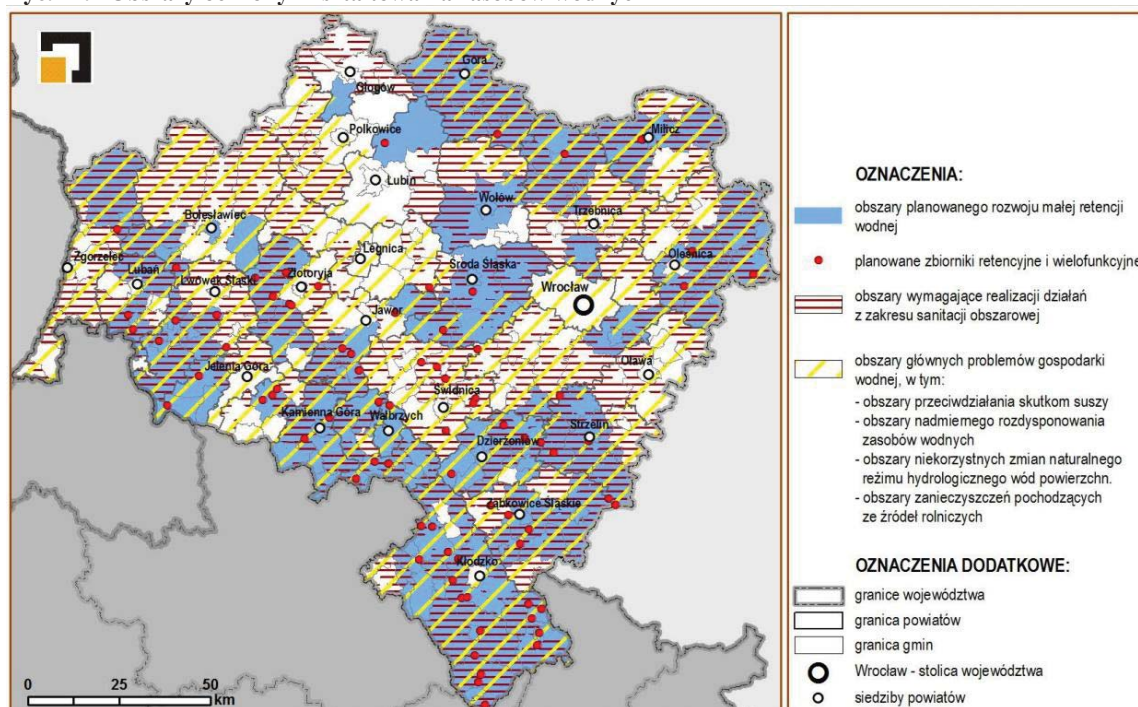 Góra
Głogów
Polkowice
Milicz
Lubin
Wołów
Trzebnica
Bolesławiec
Legnica
Oleśnica
Zgorzelec
Lubań
Lwówek Śląski
Złotoryja
Środa Śląska
Wrocław
Jawor
Oława
Jelenia Góra
Świdnica
Kamienna Góra
Wałbrzych
Strzelin
Dzierżoniów
Ząbkowice Śląskie
Kłodzko
0 25 50
km
OZNACZENIA:
obszary planowanego rozwoju małej retencji
wodnej
planowane zbiorniki retencyjne i wielofunkcyjne
obszary wymagające realizacji działań
z zakresu sanitacji obszarowej
obszary głównych problemów gospodarki
wodnej, w tym:
- obszary przeciwdziałania skutkom suszy
- obszary nadmiernego rozdysponowania
zasobów wodnych
- obszary niekorzystnych zmian naturalnego
reżimu hydrologicznego wód powierzchn.
- obszary zanieczyszczeń pochodzących
ze źródeł rolniczych
OZNACZENIA DODATKOWE:
granice województwa
granica powiatów
granica gmin
Wrocław - stolica województwa
siedziby powiatów